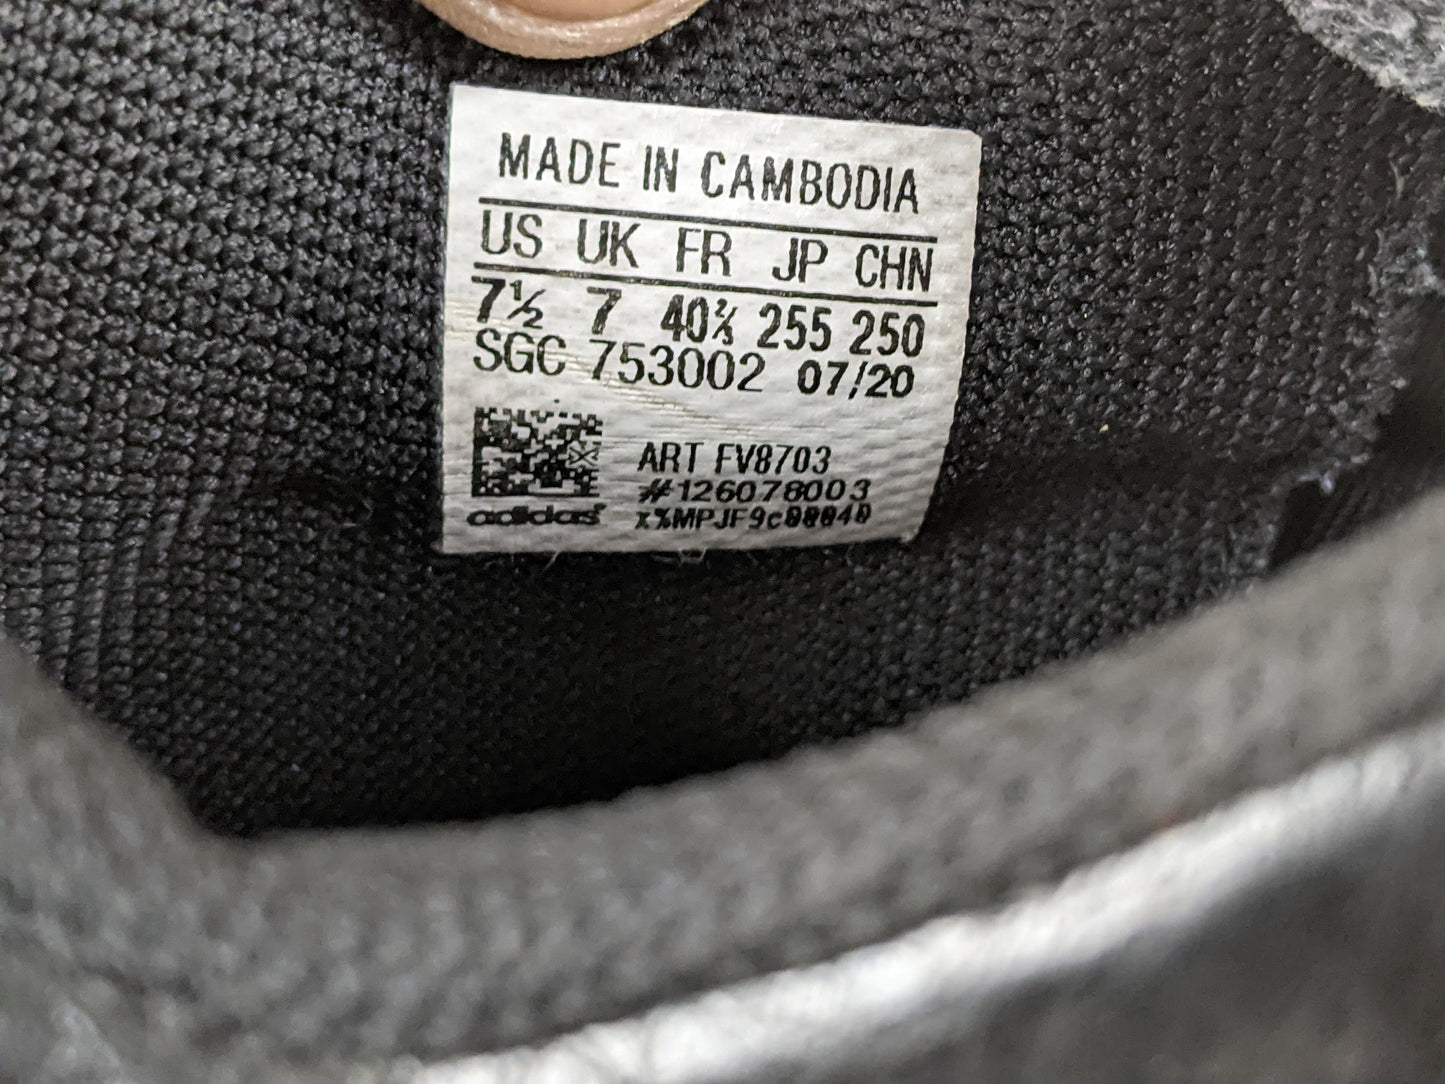 MADE IN CAMBODIA
US UK FR JP CHN
7½ 7 40⅔ 255 250
SGC 753002 07/20
ART FV8703
#126078003
adidas